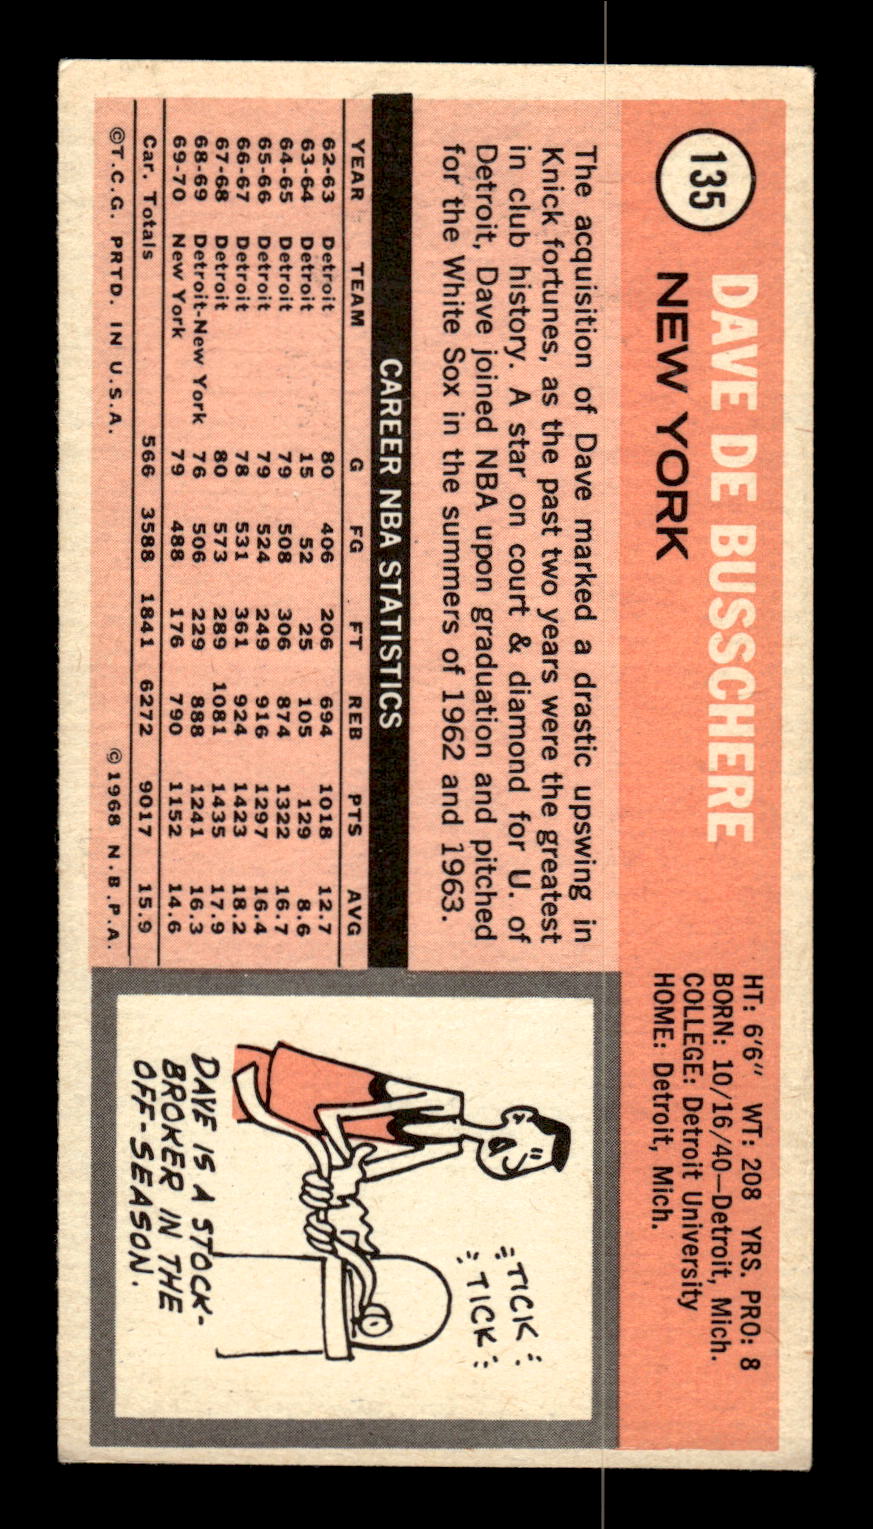 135
DAVE DE BUSSCHERE
NEW YORK
HT: 6'6" WT: 208 YRS. PRO: 8
BORN: 10/16/40—Detroit, Mich.
COLLEGE: Detroit University
HOME: Detroit, Mich.
The acquisition of Dave marked a drastic upswing in
Knick fortunes, as the past two years were the greatest
in club history. A star on court & diamond for U. of
Detroit, Dave joined NBA upon graduation and pitched
for the White Sox in the summers of 1962 and 1963.
CAREER NBA STATISTICS
YEAR TEAM G FG FT REB PTS AVG
62-63 Detroit 80 406 206 694 1018 12.7
63-64 Detroit 15 52 25 105 129 8.6
64-65 Detroit 79 508 306 874 1322 16.7
65-66 Detroit 79 524 249 916 1297 16.4
66-67 Detroit 78 531 361 924 1423 18.2
67-68 Detroit 80 573 289 1081 1435 17.9
68-69 Detroit-New York 76 506 229 888 1241 16.3
69-70 New York 79 488 176 790 1152 14.6
Car. Totals 566 3588 1841 6272 9017 15.9
©T.C.G. PRTD. IN U.S.A. ©1968 N.B.P.A.
TICK
TICK
DAVE IS A STOCK-
BROKER IN THE
OFF-SEASON.